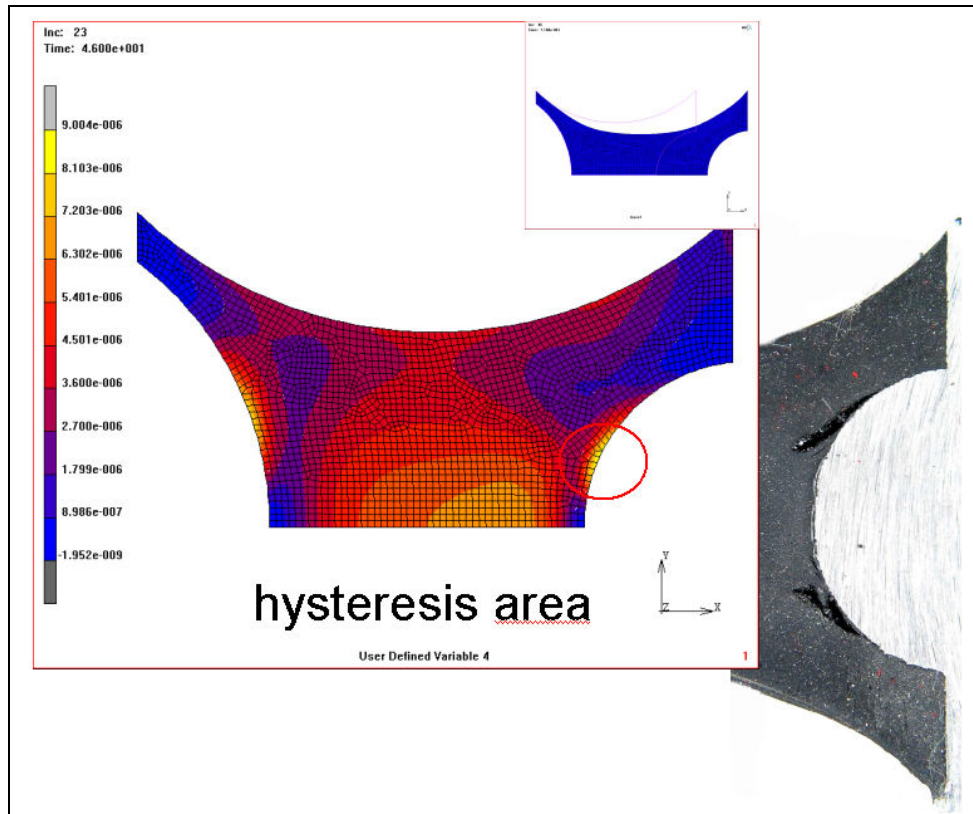 Inc: 23
Time: 4.600e+001
9.004e-006
8.103e-006
7.203e-006
6.302e-006
5.401e-006
4.501e-006
3.600e-006
2.700e-006
1.799e-006
8.986e-007
-1.952e-009
Y
Z X
hysteresis area
User Defined Variable 4
1